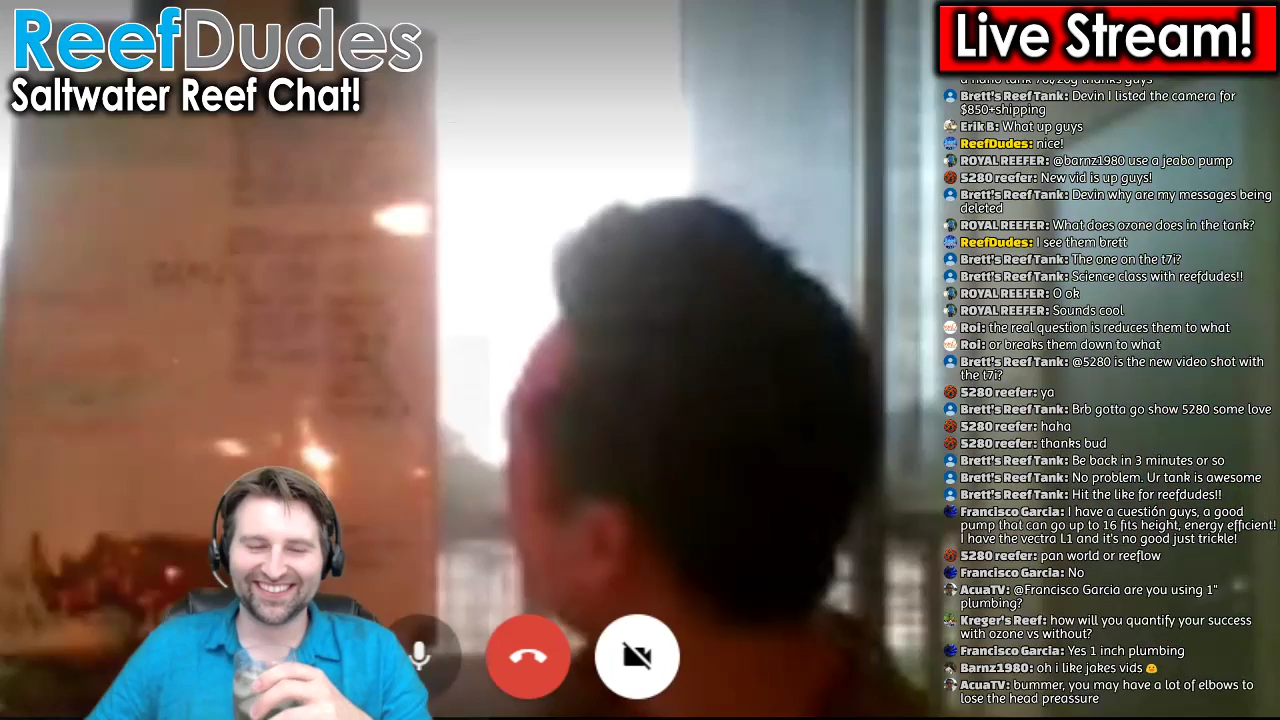 ReefDudes
Saltwater Reef Chat!
Live Stream!
a nano tank 76l/20g thanks guys
Brett's Reef Tank: Devin I listed the camera for
$850+shipping
Erik B: What up guys
ReefDudes: nice!
ROYAL REEFER: @barnz1980 use a jeabo pump
5280 reefer: New vid is up guys!
Brett's Reef Tank: Devin why are my messages being
deleted
ROYAL REEFER: What does ozone does in the tank?
ReefDudes: I see them brett
Brett's Reef Tank: The one on the t7i?
Brett's Reef Tank: Science class with reefdudes!!
ROYAL REEFER: O ok
ROYAL REEFER: Sounds cool
Roi: the real question is reduces them to what
Roi: or breaks them down to what
Brett's Reef Tank: @5280 is the new video shot with
the t7i?
5280 reefer: ya
Brett's Reef Tank: Brb gotta go show 5280 some love
5280 reefer: haha
5280 reefer: thanks bud
Brett's Reef Tank: Be back in 3 minutes or so
Brett's Reef Tank: No problem. Ur tank is awesome
Brett's Reef Tank: Hit the like for reefdudes!!
Francisco Garcia: I have a cuestión guys, a good
pump that can go up to 16 fits height, energy efficient!
I have the vectra L1 and it's no good just trickle!
5280 reefer: pan world or reeflow
Francisco Garcia: No
AcuaTV: @Francisco Garcia are you using 1"
plumbing?
Kreger's Reef: how will you quantify your success
with ozone vs without?
Francisco Garcia: Yes 1 inch plumbing
Barnz1980: oh i like jakes vids
AcuaTV: bummer, you may have a lot of elbows to
lose the head preassure